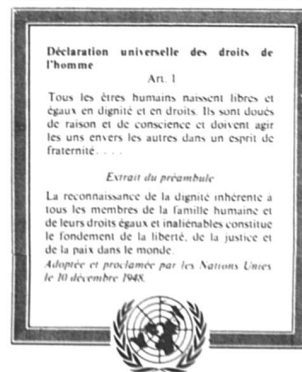 Déclaration universelle des droits de
l'homme
Art. 1
Tous les êtres humains naissent libres et
égaux en dignité et en droits. Ils sont doués
de raison et de conscience et doivent agir
les uns envers les autres dans un esprit de
fraternité. . . .
Extrait du préambule
La reconnaissance de la dignité inhérente à
tous les membres de la famille humaine et
de leurs droits égaux et inaliénables constitue
le fondement de la liberté, de la justice et
de la paix dans le monde.
Adoptée et proclamée par les Nations Unies
le 10 décembre 1948.